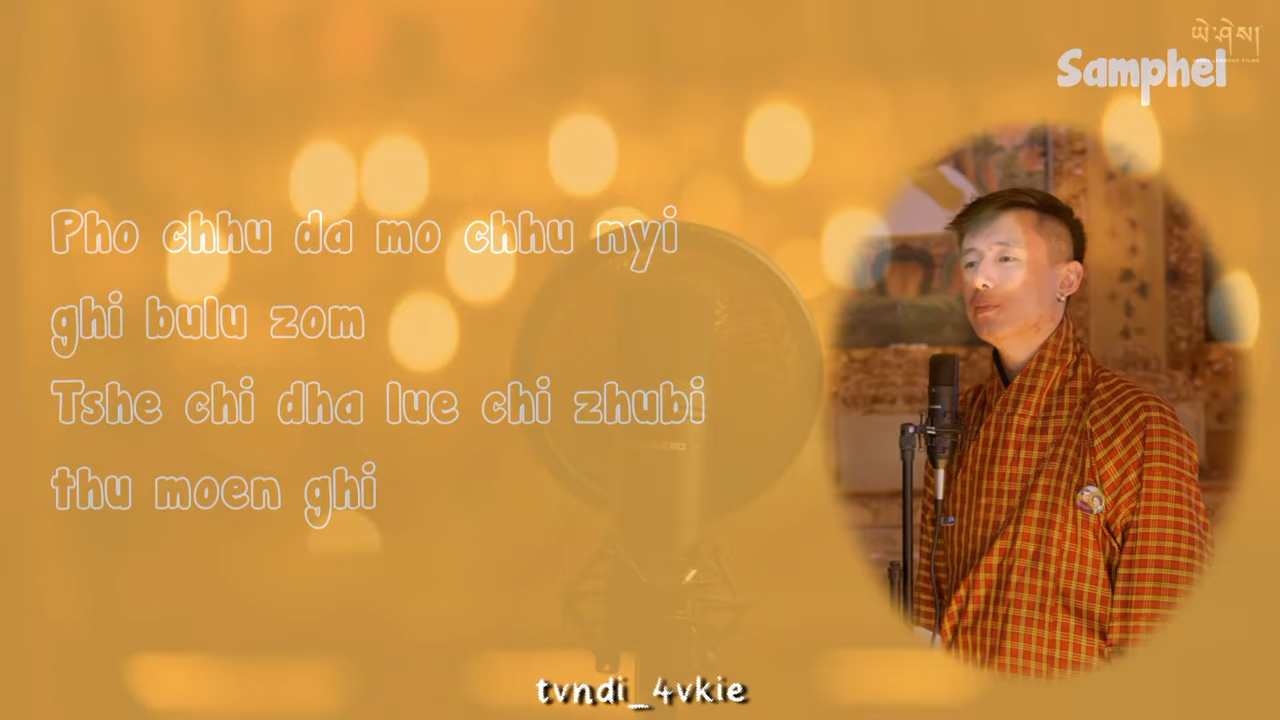 ཡེ་ཤེས།
Samphel
Pho chhu da mo chhu nyi
ghi bulu zom
Tshe chi dha lue chi zhubi
thu moen ghi
tvndi_4vkie